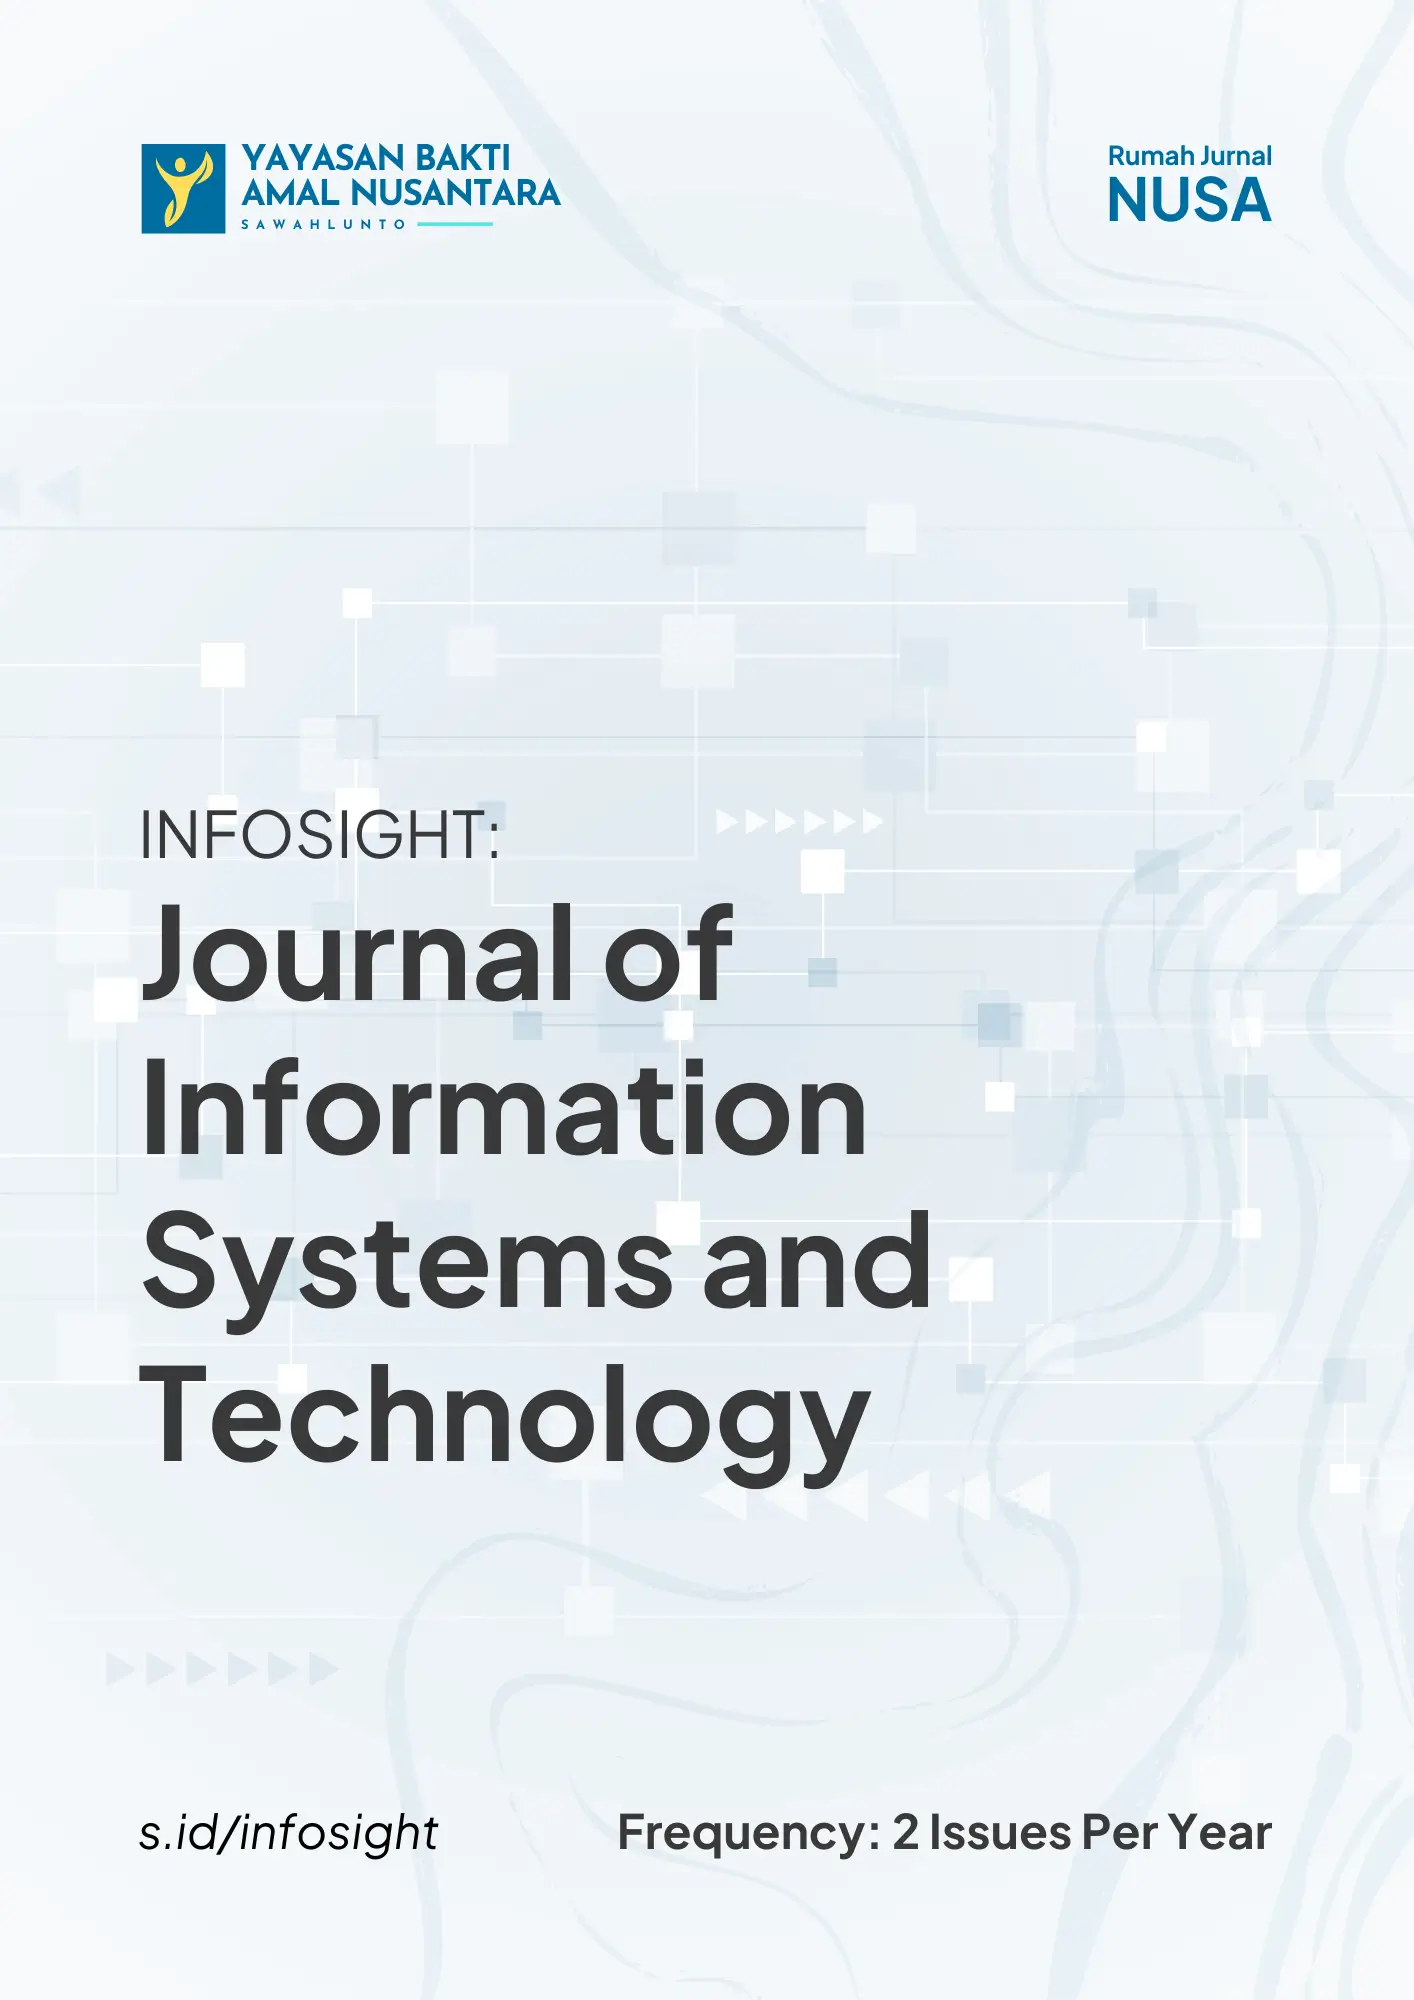 YAYASAN BAKTI
AMAL NUSANTARA
SAWAHLUNTO
Rumah Jurnal
NUSA
INFOSIGHT:
Journal of
Information
Systems and
Technology
s.id/infosight
Frequency: 2 Issues Per Year